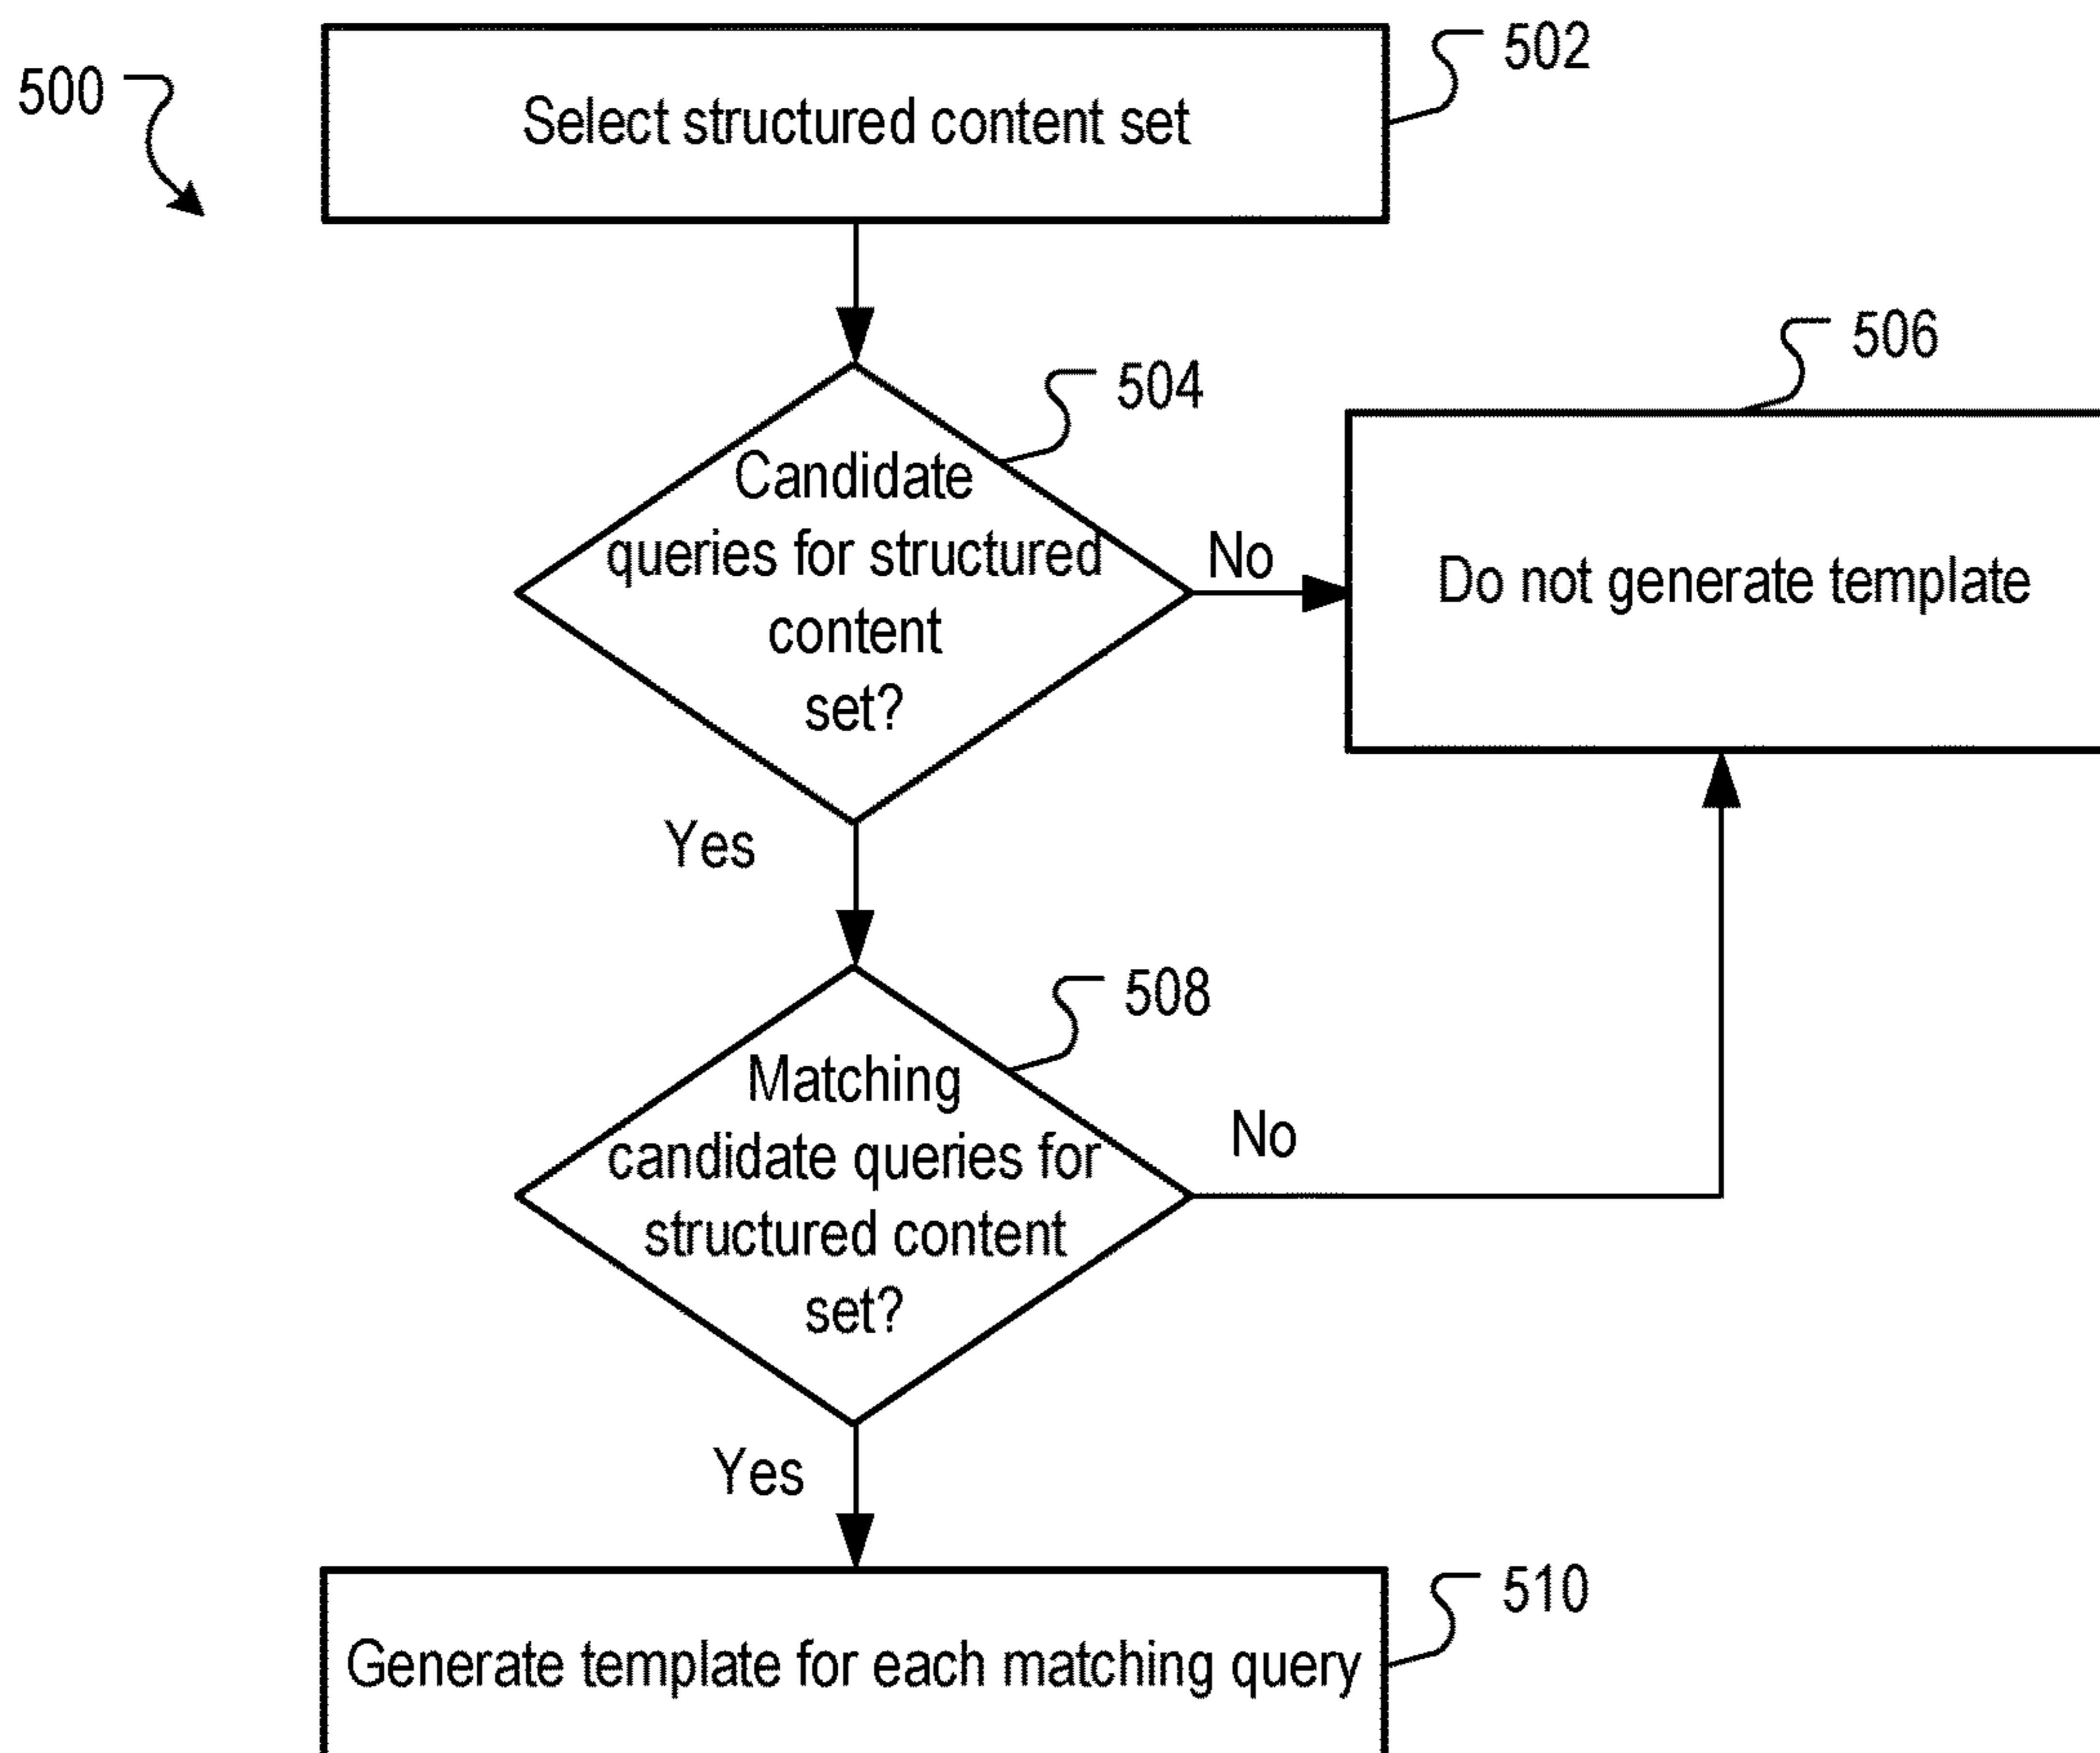 500
502
Select structured content set
504
506
Candidate
queries for structured
content
set?
No
Do not generate template
Yes
508
Matching
candidate queries for
structured content
set?
No
Yes
510
Generate template for each matching query